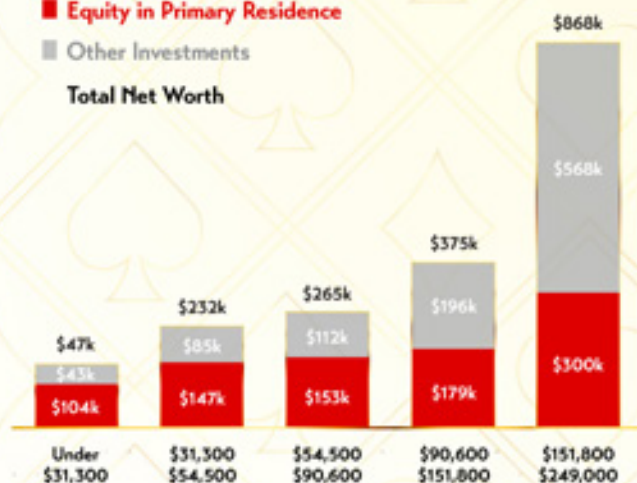 Equity in Primary Residence
Other Investments
Total Net Worth
$868k
$568k
$300k
$375k
$196k
$179k
$265k
$112k
$153k
$232k
$85k
$147k
$47k
$43k
$104k
Under $31,300
$31,300 $54,500
$54,500 $90,600
$90,600 $151,800
$151,800 $249,000